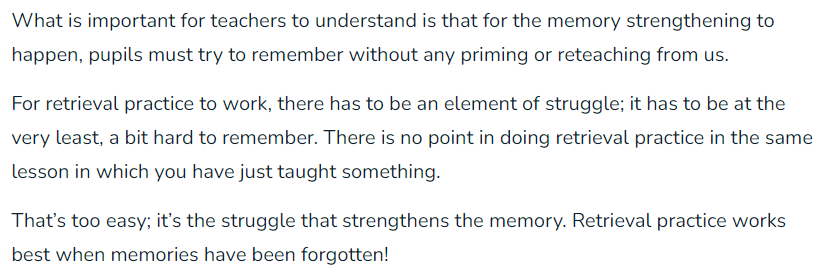 What is important for teachers to understand is that for the memory strengthening to
happen, pupils must try to remember without any priming or reteaching from us.
For retrieval practice to work, there has to be an element of struggle; it has to be at the
very least, a bit hard to remember. There is no point in doing retrieval practice in the same
lesson in which you have just taught something.
That’s too easy; it’s the struggle that strengthens the memory. Retrieval practice works
best when memories have been forgotten!